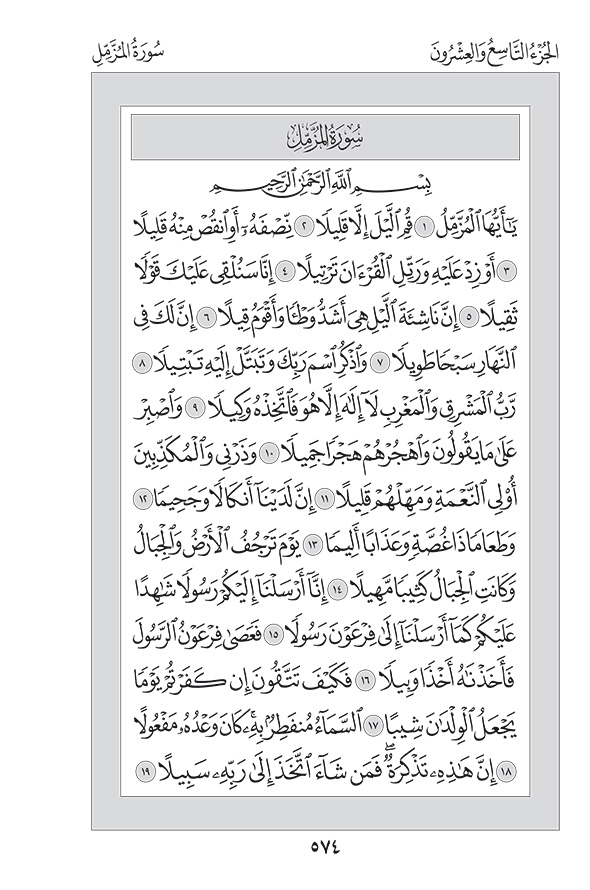 الجُزْءُ التَّاسِعُ وَالعِشْرُونَ
سُورَةُ المُزَّمِّل
سُورَةُ المُزَّمِّلِ
بِسْمِ ٱللَّهِ ٱلرَّحْمَٰنِ ٱلرَّحِيمِ
يَٰٓأَيُّهَا ٱلْمُزَّمِّلُ ١ قُمِ ٱلَّيْلَ إِلَّا قَلِيلًا ٢ نِّصْفَهُۥٓ أَوِ ٱنقُصْ مِنْهُ قَلِيلًا
٣ أَوْ زِدْ عَلَيْهِ وَرَتِّلِ ٱلْقُرْءَانَ تَرْتِيلًا ٤ إِنَّا سَنُلْقِى عَلَيْكَ قَوْلًا
ثَقِيلًا ٥ إِنَّ نَاشِئَةَ ٱلَّيْلِ هِىَ أَشَدُّ وَطْـًٔا وَأَقْوَمُ قِيلًا ٦ إِنَّ لَكَ فِى
ٱلنَّهَارِ سَبْحًا طَوِيلًا ٧ وَٱذْكُرِ ٱسْمَ رَبِّكَ وَتَبَتَّلْ إِلَيْهِ تَبْتِيلًا ٨
رَّبُّ ٱلْمَشْرِقِ وَٱلْمَغْرِبِ لَآ إِلَٰهَ إِلَّا هُوَ فَٱتَّخِذْهُ وَكِيلًا ٩ وَٱصْبِرْ
عَلَىٰ مَا يَقُولُونَ وَٱهْجُرْهُمْ هَجْرًا جَمِيلًا ١٠ وَذَرْنِى وَٱلْمُكَذِّبِينَ
أُو۟لِى ٱلنَّعْمَةِ وَمَهِّلْهُمْ قَلِيلًا ١١ إِنَّ لَدَيْنَآ أَنكَالًا وَجَحِيمًا ١٢
وَطَعَامًا ذَا غُصَّةٍ وَعَذَابًا أَلِيمًا ١٣ يَوْمَ تَرْجُفُ ٱلْأَرْضُ وَٱلْجِبَالُ
وَكَانَتِ ٱلْجِبَالُ كَثِيبًا مَّهِيلًا ١٤ إِنَّآ أَرْسَلْنَآ إِلَيْكُمْ رَسُولًا شَٰهِدًا
عَلَيْكُمْ كَمَآ أَرْسَلْنَآ إِلَىٰ فِرْعَوْنَ رَسُولًا ١٥ فَعَصَىٰ فِرْعَوْنُ ٱلرَّسُولَ
فَأَخَذْنَٰهُ أَخْذًا وَبِيلًا ١٦ فَكَيْفَ تَتَّقُونَ إِن كَفَرْتُمْ يَوْمًا
يَجْعَلُ ٱلْوِلْدَٰنَ شِيبًا ١٧ ٱلسَّمَآءُ مُنفَطِرٌۢ بِهِۦۚ كَانَ وَعْدُهُۥ مَفْعُولًا
١٨ إِنَّ هَٰذِهِۦ تَذْكِرَةٌۖ فَمَن شَآءَ ٱتَّخَذَ إِلَىٰ رَبِّهِۦ سَبِيلًا ١٩
٥٧٤